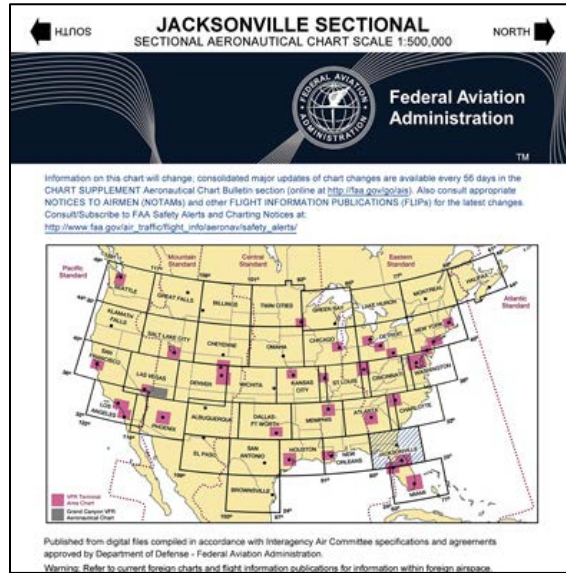 JACKSONVILLE SECTIONAL
SOUTH
SECTIONAL AERONAUTICAL CHART SCALE 1:500,000
NORTH
FEDERAL AVIATION
ADMINISTRATION
Federal Aviation
Administration
TM
Information on this chart will change; consolidated major updates of chart changes are available every 56 days in the
CHART SUPPLEMENT Aeronautical Chart Bulletin section (online at http://faa.gov/go/ais). Also consult appropriate
NOTICES TO AIRMEN (NOTAMs) and other FLIGHT INFORMATION PUBLICATIONS (FLIPs) for the latest changes.
Consult/Subscribe to FAA Safety Alerts and Charting Notices at:
http://www.faa.gov/air_traffic/flight_info/aeronav/safety_alerts/
Pacific
Standard
Mountain
Standard
Central
Standard
Eastern
Standard
Atlantic
Standard
SEATTLE
GREAT FALLS
BILLINGS
TWIN CITIES
GREEN BAY
LAKE HURON
MONTREAL
HALIFAX
KLAMATH
FALLS
SALT LAKE CITY
CHEYENNE
OMAHA
CHICAGO
DETROIT
NEW YORK
SAN
FRANCISCO
LAS VEGAS
DENVER
WICHITA
KANSAS
CITY
ST LOUIS
CINCINNATI
WASHINGTON
LOS
ANGELES
PHOENIX
ALBUQUERQUE
DALLAS-
FT WORTH
MEMPHIS
ATLANTA
CHARLOTTE
EL PASO
SAN
ANTONIO
HOUSTON
NEW
ORLEANS
JACKSONVILLE
BROWNSVILLE
MIAMI
VFR Terminal
Area Chart
Grand Canyon VFR
Aeronautical Chart
Published from digital files compiled in accordance with Interagency Air Committee specifications and agreements
approved by Department of Defense - Federal Aviation Administration.
Warning: Refer to current foreign charts and flight information publications for information within foreign airspace.